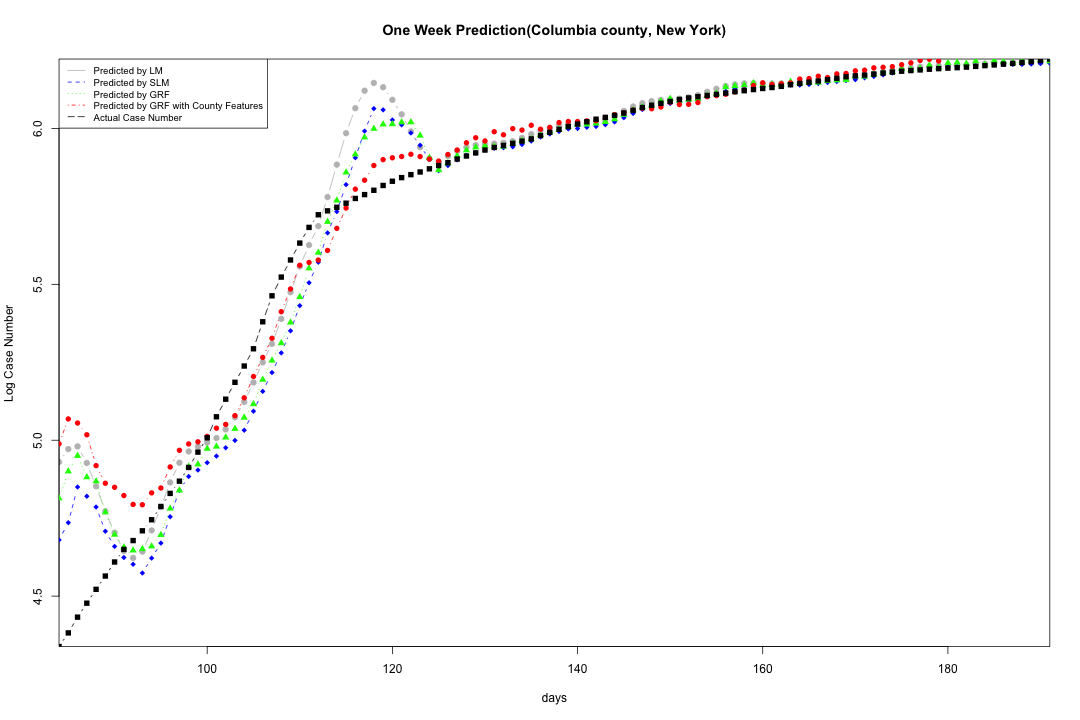 One Week Prediction(Columbia county, New York)
Predicted by LM
Predicted by SLM
Predicted by GRF
Predicted by GRF with County Features
Actual Case Number
6.0
5.5
5.0
4.5
Log Case Number
100 120 140 160 180
days